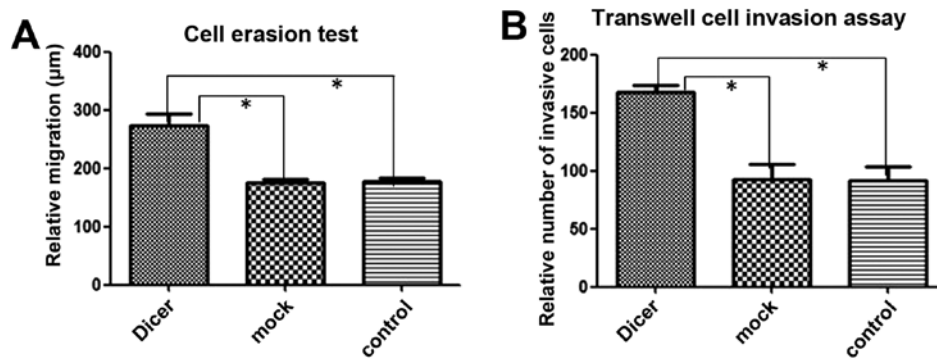 A
Cell erasion test
Relative migration (μm)
400
300
200
100
0
*
*
Dicer
mock
control
B
Transwell cell invasion assay
Relative number of invasive cells
200
150
100
50
0
*
*
Dicer
mock
control